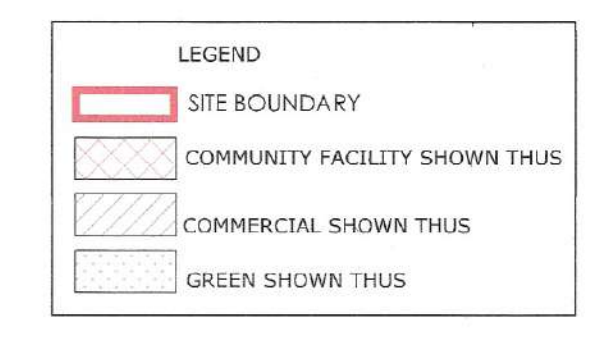 LEGEND
SITE BOUNDARY
COMMUNITY FACILITY SHOWN THUS
COMMERCIAL SHOWN THUS
GREEN SHOWN THUS